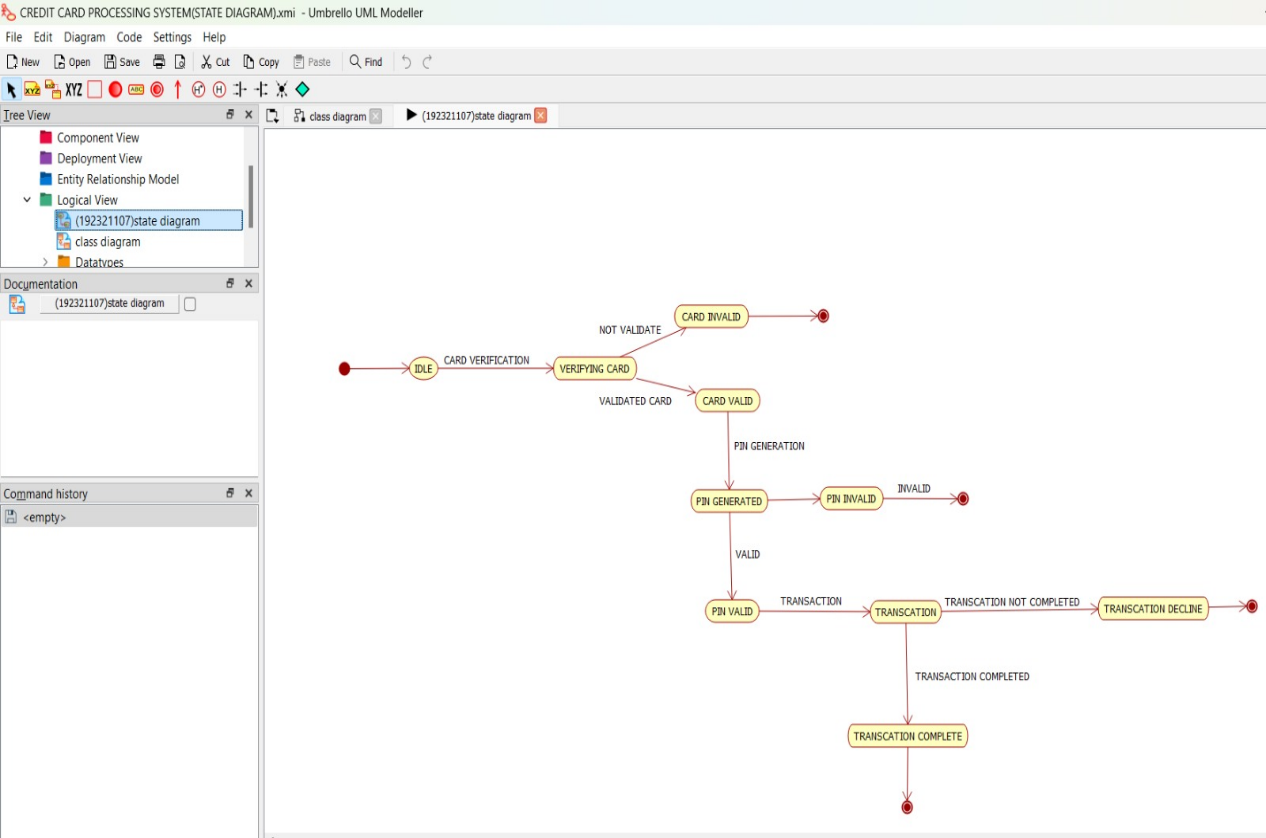 CREDIT CARD PROCESSING SYSTEM(STATE DIAGRAM).xmi - Umbrello UML Modeller
File Edit Diagram Code Settings Help
New Open Save Cut Copy Paste Find
XYZ XYZ ABC H* H
Tree View
class diagram
(192321107)state diagram
Component View
Deployment View
Entity Relationship Model
Logical View
(192321107)state diagram
class diagram
Datatypes
Documentation
(192321107)state diagram
Command history
<empty>
CARD INVALID
NOT VALIDATE
IDLE
CARD VERIFICATION
VERIFYING CARD
VALIDATED CARD
CARD VALID
PIN GENERATION
PIN GENERATED
PIN INVALID
INVALID
VALID
PIN VALID
TRANSACTION
TRANSCATION
TRANSCATION NOT COMPLETED
TRANSCATION DECLINE
TRANSACTION COMPLETED
TRANSCATION COMPLETE